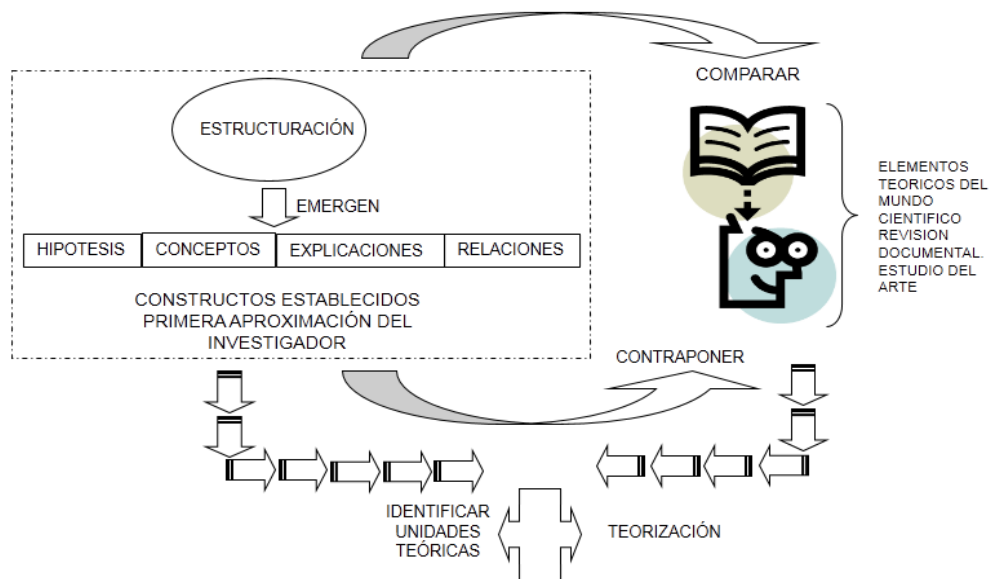 COMPARAR
ESTRUCTURACIÓN
EMERGEN
HIPOTESIS
CONCEPTOS
EXPLICACIONES
RELACIONES
CONSTRUCTOS ESTABLECIDOS
PRIMERA APROXIMACIÓN DEL
INVESTIGADOR
ELEMENTOS
TEORICOS DEL
MUNDO
CIENTIFICO
REVISION
DOCUMENTAL.
ESTUDIO DEL
ARTE
CONTRAPONER
IDENTIFICAR
UNIDADES
TEÓRICAS
TEORIZACIÓN